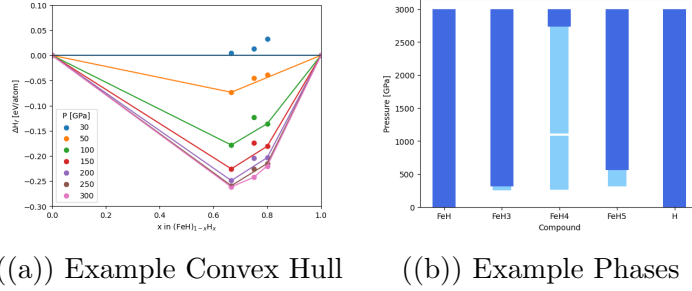 0.10
0.05
0.00
−0.05
−0.10
−0.15
−0.20
−0.25
−0.30
ΔHf [eV/atom]
P [GPa]
30
50
100
150
200
250
300
0.0 0.2 0.4 0.6 0.8 1.0
x in (FeH)1−xHx
3000
2500
2000
1500
1000
500
0
Pressure [GPa]
FeH FeH3 FeH4 FeH5 H
Compound
((a)) Example Convex Hull
((b)) Example Phases